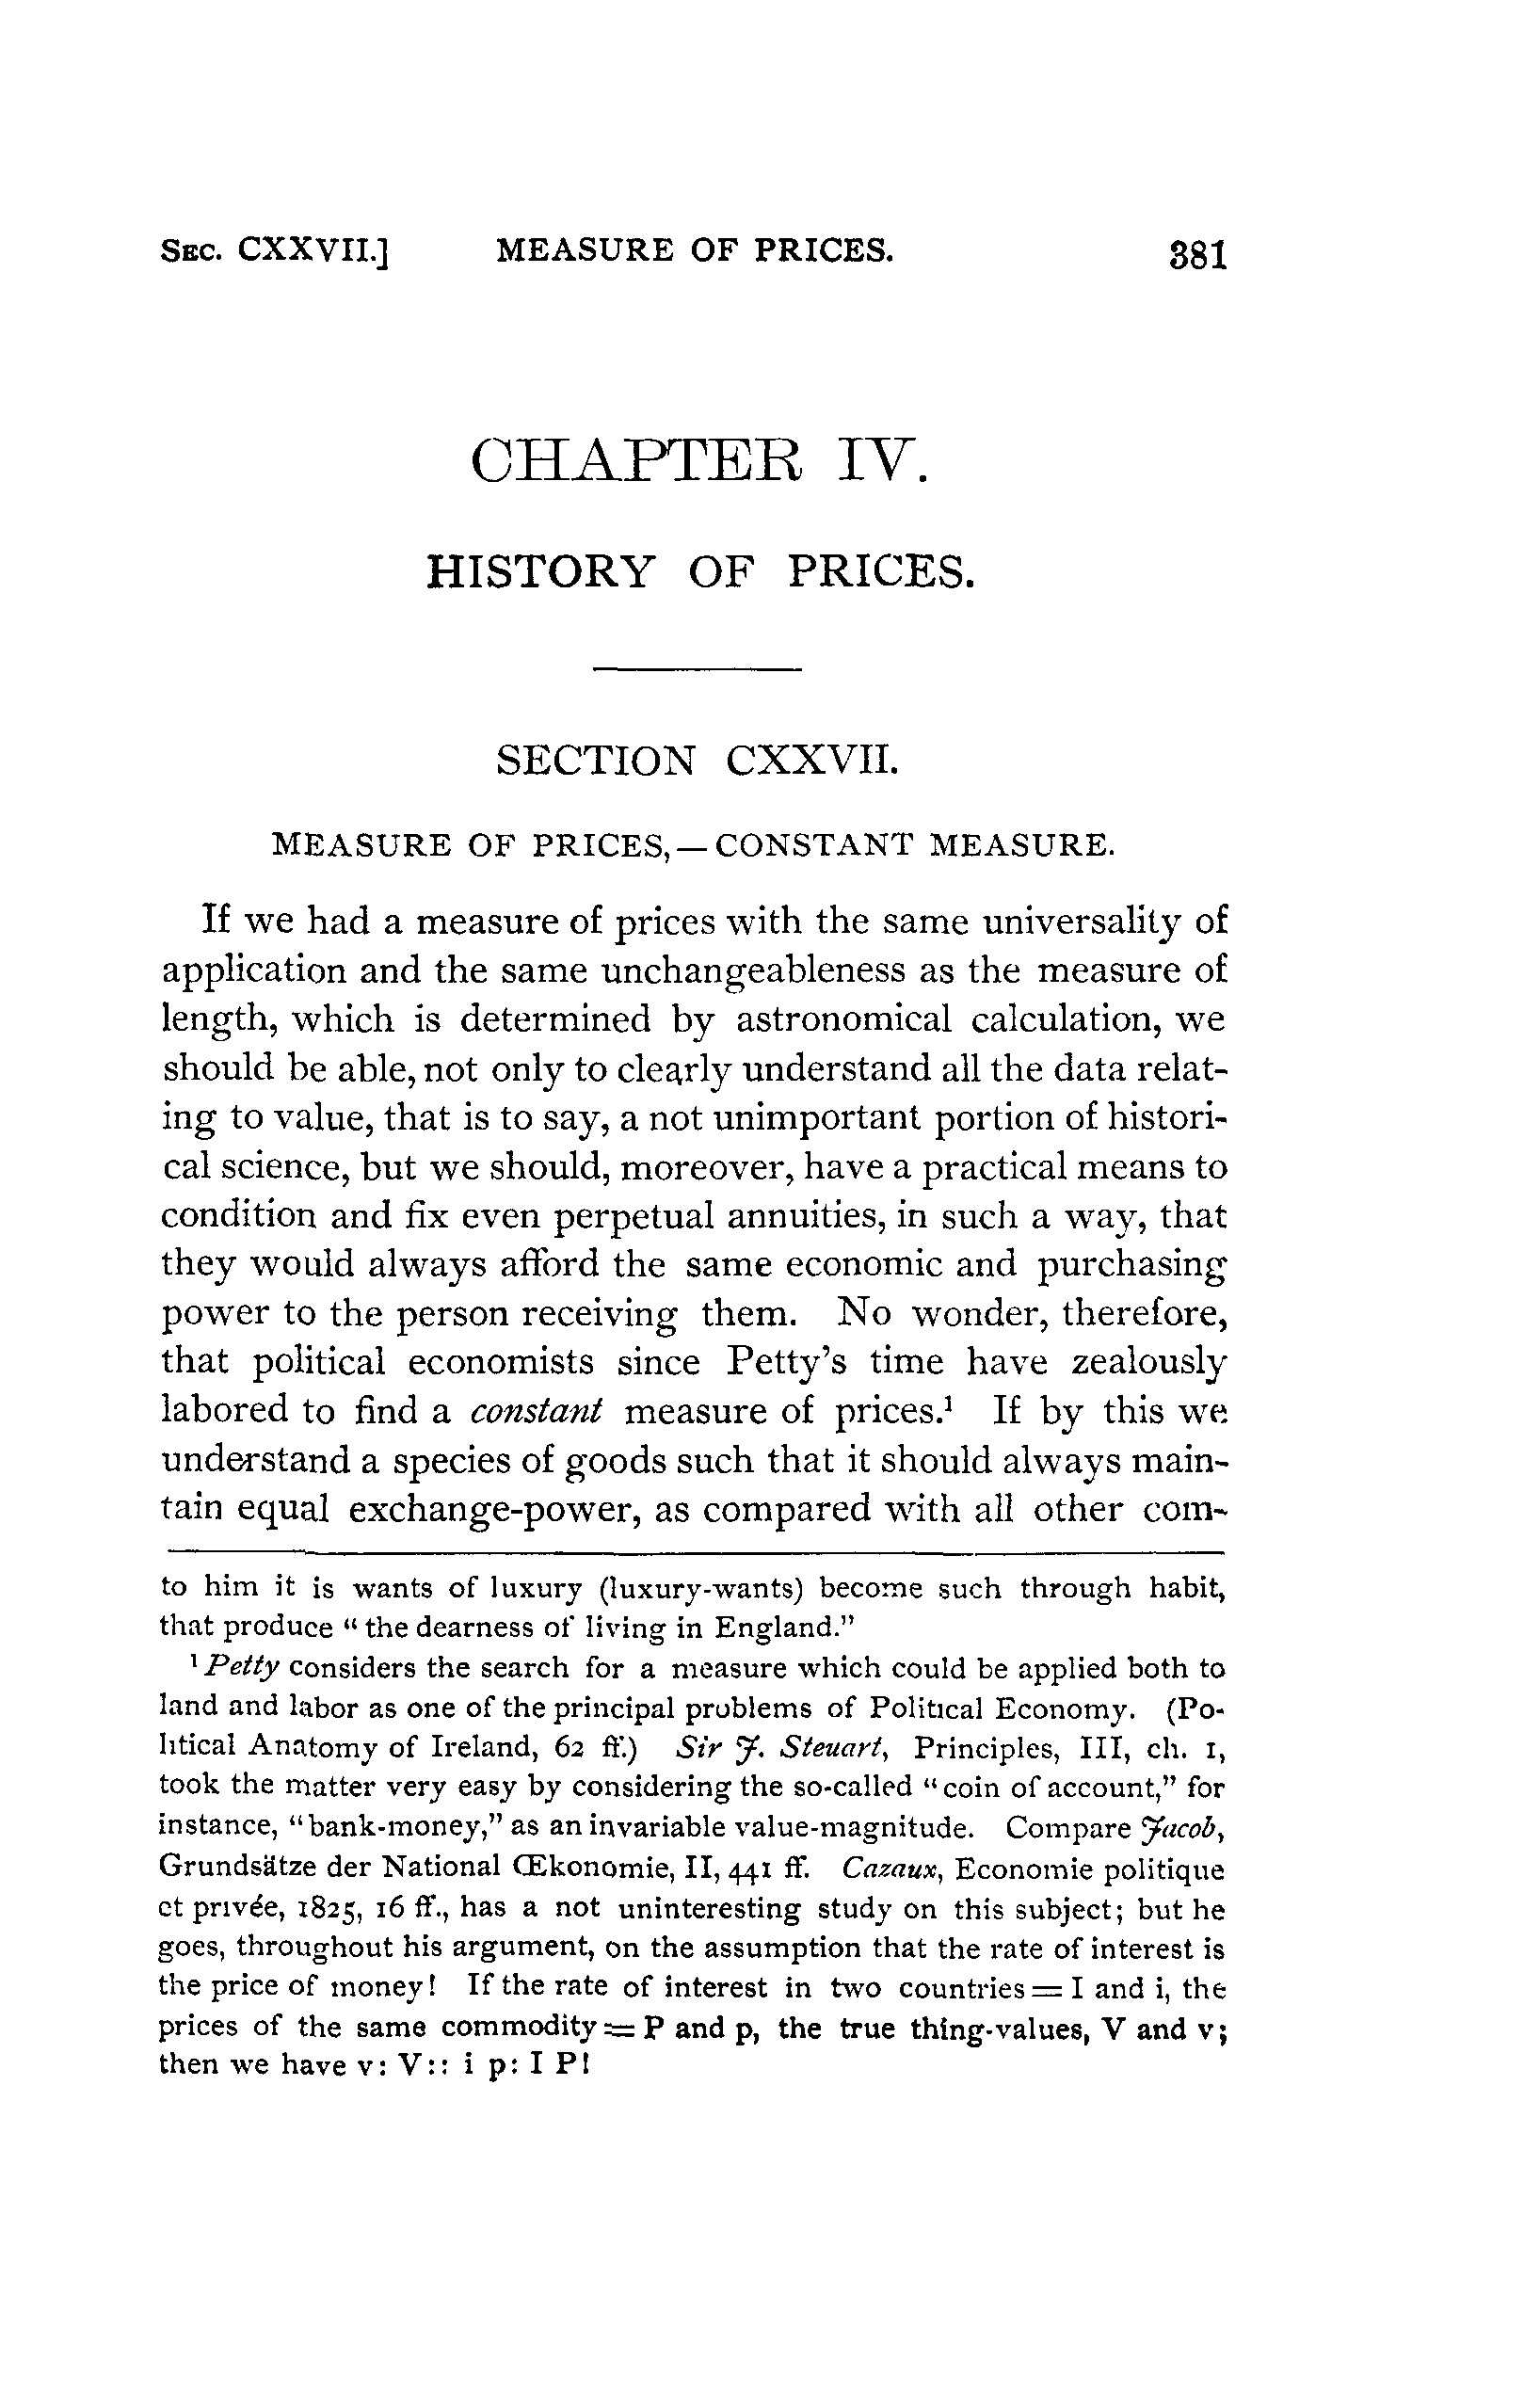 SEC. CXXVII.] MEASURE OF PRICES. 381
CHAPTER IV.
HISTORY OF PRICES.
SECTION CXXVII.
MEASURE OF PRICES,—CONSTANT MEASURE.
If we had a measure of prices with the same universality of
application and the same unchangeableness as the measure of
length, which is determined by astronomical calculation, we
should be able, not only to clearly understand all the data relat-
ing to value, that is to say, a not unimportant portion of histori-
cal science, but we should, moreover, have a practical means to
condition and fix even perpetual annuities, in such a way, that
they would always afford the same economic and purchasing
power to the person receiving them. No wonder, therefore,
that political economists since Petty's time have zealously
labored to find a constant measure of prices.¹ If by this we
understand a species of goods such that it should always main-
tain equal exchange-power, as compared with all other com-
to him it is wants of luxury (luxury-wants) become such through habit,
that produce "the dearness of living in England."
¹ Petty considers the search for a measure which could be applied both to
land and labor as one of the principal problems of Political Economy. (Po-
litical Anatomy of Ireland, 62 ff.) Sir J. Steuart, Principles, III, ch. 1,
took the matter very easy by considering the so-called "coin of account," for
instance, "bank-money," as an invariable value-magnitude. Compare Jacob,
Grundsätze der National Œkonomie, II, 441 ff. Cazaux, Economie politique
et privée, 1825, 16 ff., has a not uninteresting study on this subject; but he
goes, throughout his argument, on the assumption that the rate of interest is
the price of money! If the rate of interest in two countries = I and i, the
prices of the same commodity = P and p, the true thing-values, V and v;
then we have v: V:: i p: I P!